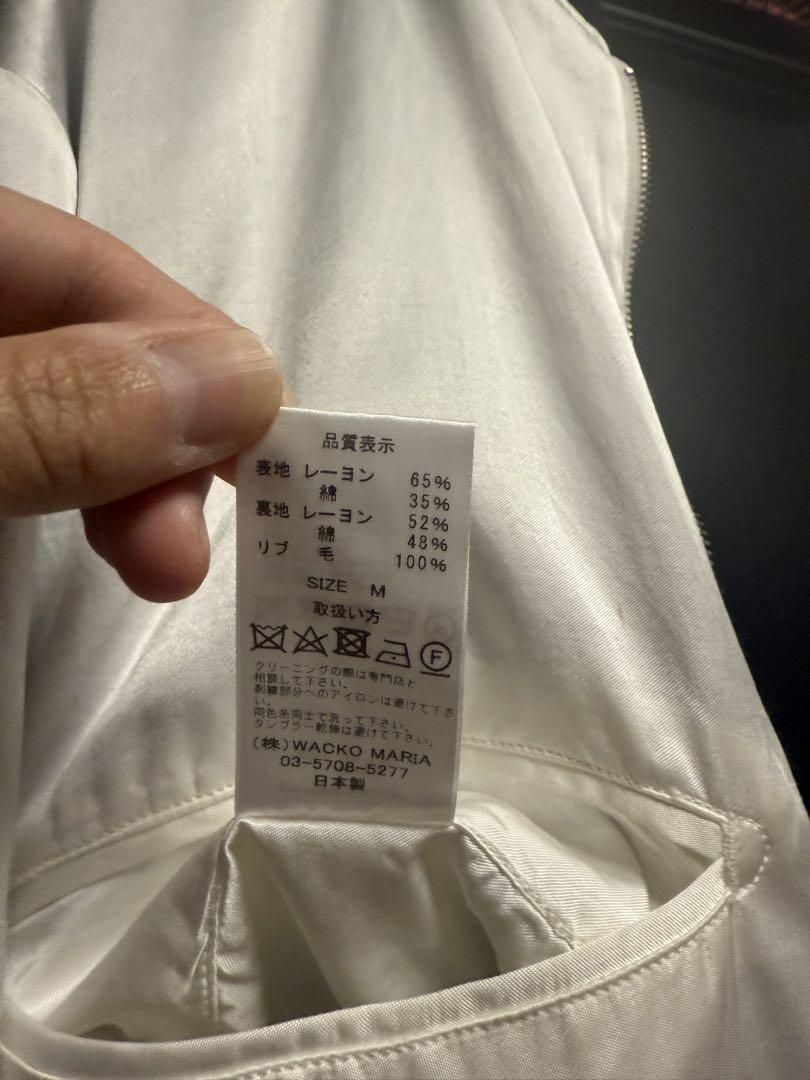 品質表示
表地 レーヨン 65%
綿 35%
裏地 レーヨン 52%
綿 48%
リブ 毛 100%
SIZE M
取扱い方
F
クリーニングの際は専門店と
相談して下さい。
刺繍部分へのアイロンは避けて下さ
い。
同色系同士で洗って下さい。
タンブラー乾燥は避けて下さい。
(株)WACKO MARIA
03-5708-5277
日本製